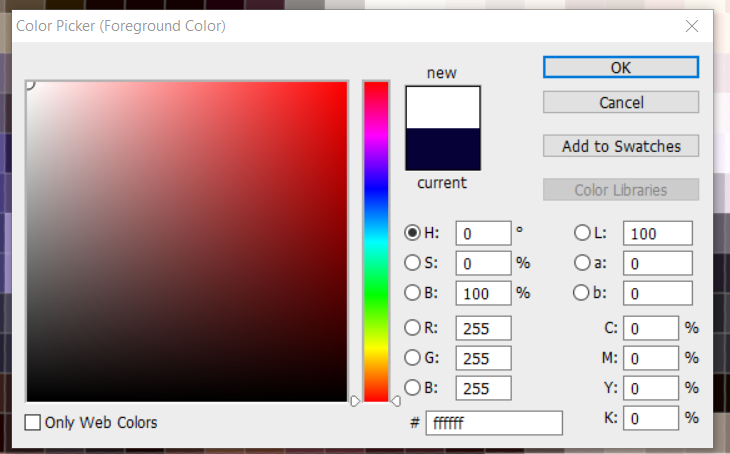 Color Picker (Foreground Color)
new
current
OK
Cancel
Add to Swatches
Color Libraries
H: 0 °
S: 0 %
B: 100 %
R: 255
G: 255
B: 255
# ffffff
L: 100
a: 0
b: 0
C: 0 %
M: 0 %
Y: 0 %
K: 0 %
Only Web Colors